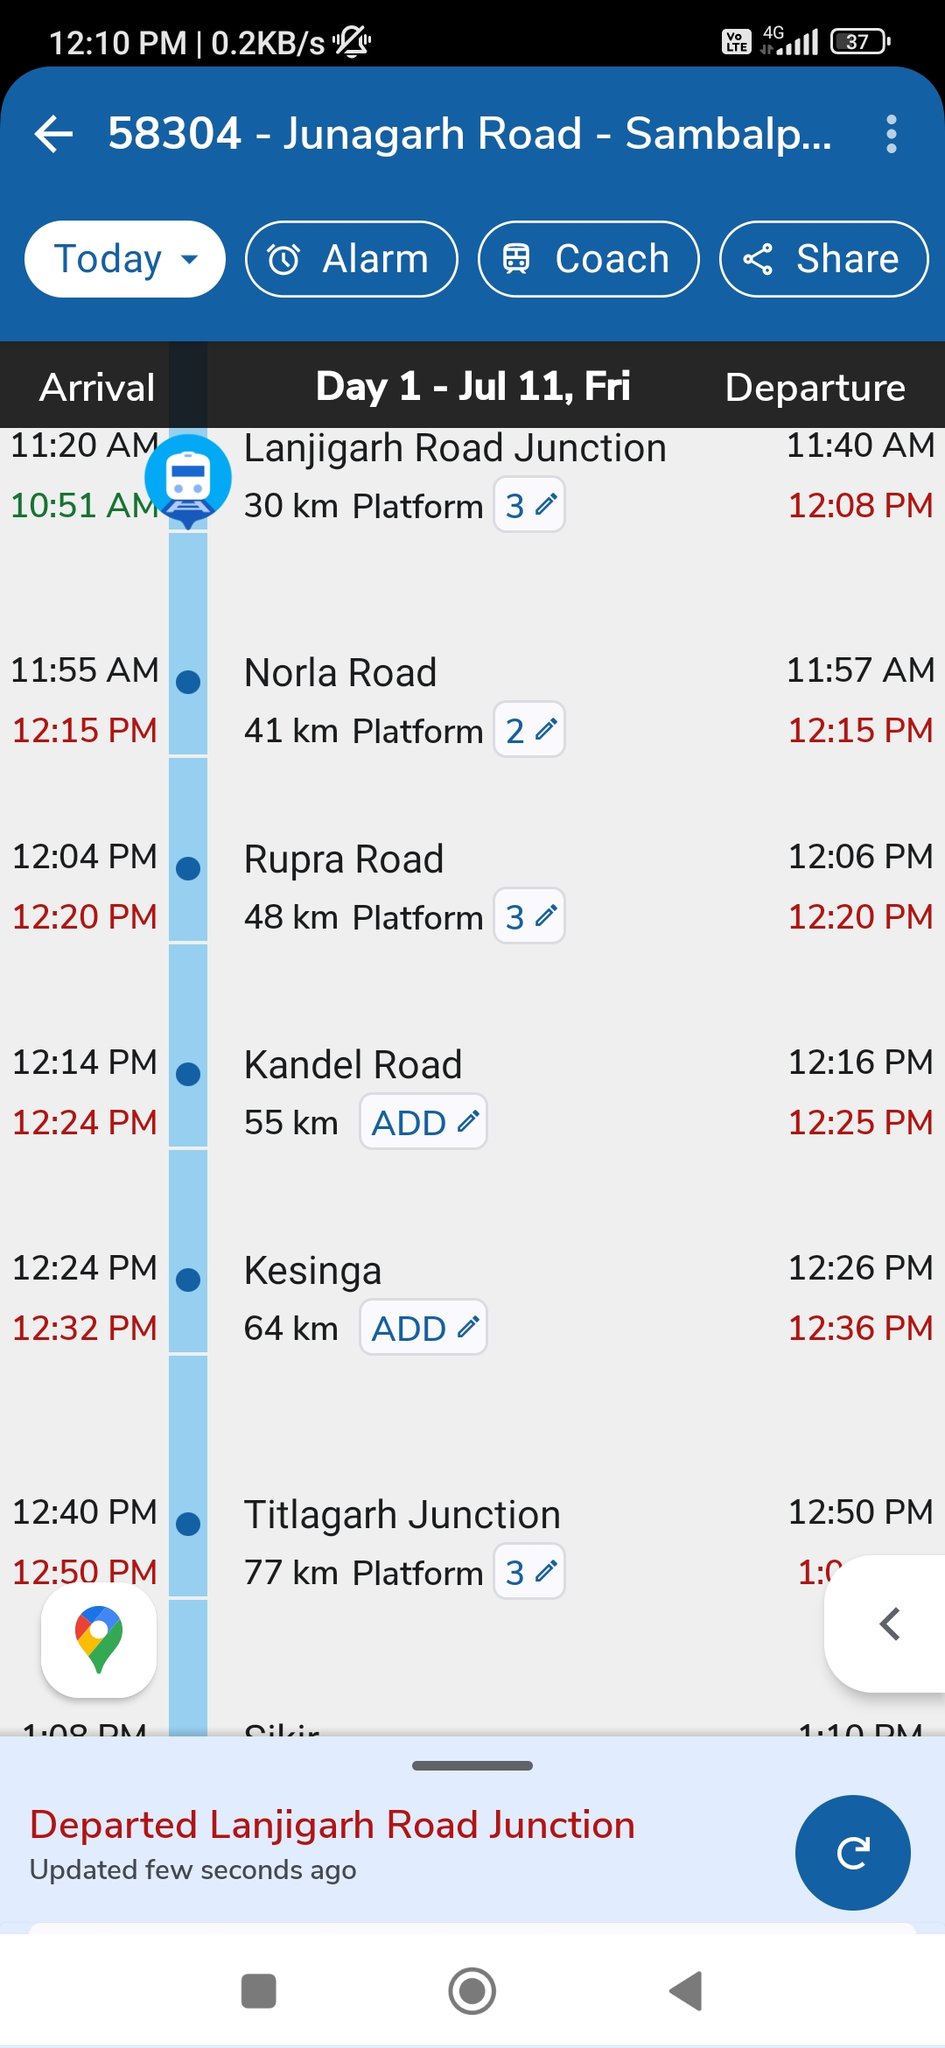 12:10 PM | 0.2KB/s Vo LTE 4G 37
58304 - Junagarh Road - Sambalp...
Today Alarm Coach Share
Arrival Day 1 - Jul 11, Fri Departure
11:20 AM Lanjigarh Road Junction 11:40 AM
10:51 AM 30 km Platform 3 12:08 PM
11:55 AM Norla Road 11:57 AM
12:15 PM 41 km Platform 2 12:15 PM
12:04 PM Rupra Road 12:06 PM
12:20 PM 48 km Platform 3 12:20 PM
12:14 PM Kandel Road 12:16 PM
12:24 PM 55 km ADD 12:25 PM
12:24 PM Kesinga 12:26 PM
12:32 PM 64 km ADD 12:36 PM
12:40 PM Titlagarh Junction 12:50 PM
12:50 PM 77 km Platform 3
1:08 PM Sikir 1:10 PM
Departed Lanjigarh Road Junction
Updated few seconds ago